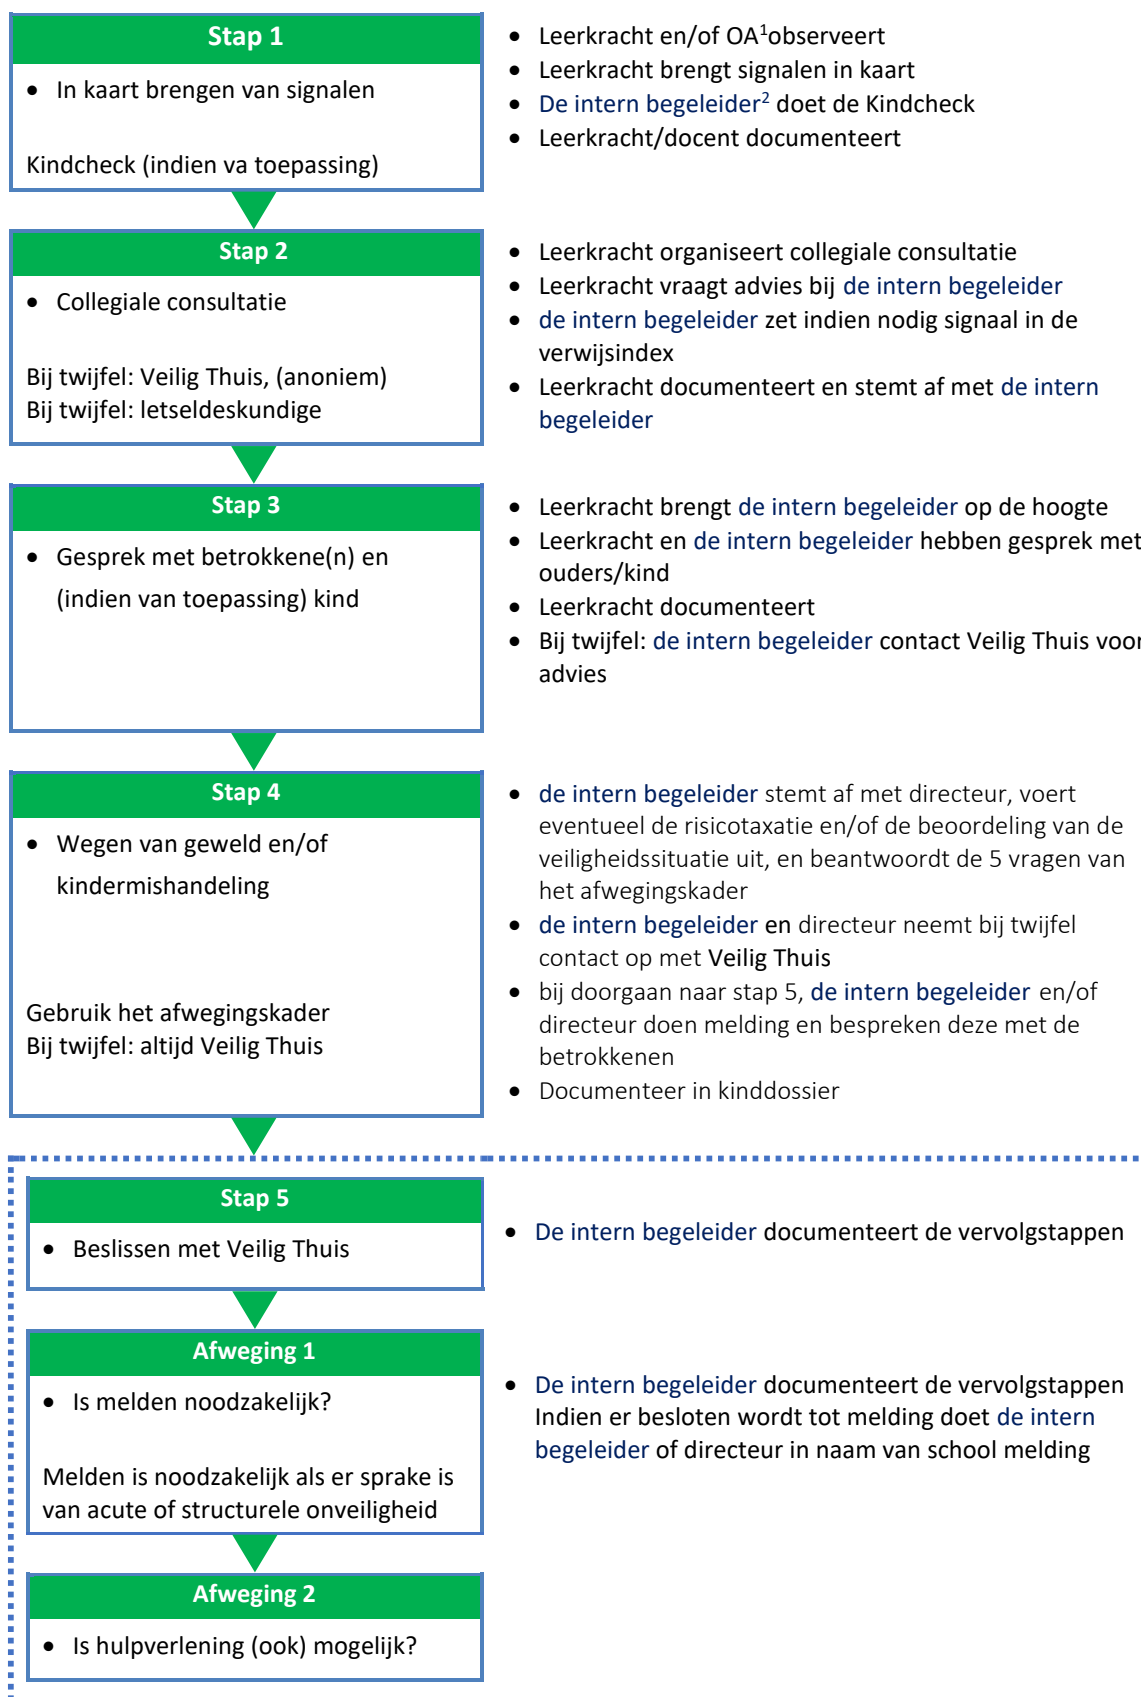 Stap 1
• In kaart brengen van signalen
Kindcheck (indien va toepassing)
• Leerkracht en/of OA¹observeert
• Leerkracht brengt signalen in kaart
• De intern begeleider² doet de Kindcheck
• Leerkracht/docent documenteert
Stap 2
• Collegiale consultatie
Bij twijfel: Veilig Thuis, (anoniem)
Bij twijfel: letseldeskundige
• Leerkracht organiseert collegiale consultatie
• Leerkracht vraagt advies bij de intern begeleider
• de intern begeleider zet indien nodig signaal in de
verwijsindex
• Leerkracht documenteert en stemt af met de intern
begeleider
Stap 3
• Gesprek met betrokkene(n) en
(indien van toepassing) kind
• Leerkracht brengt de intern begeleider op de hoogte
• Leerkracht en de intern begeleider hebben gesprek met
ouders/kind
• Leerkracht documenteert
• Bij twijfel: de intern begeleider contact Veilig Thuis voor
advies
Stap 4
• Wegen van geweld en/of
kindermishandeling
Gebruik het afwegingskader
Bij twijfel: altijd Veilig Thuis
• de intern begeleider stemt af met directeur, voert
eventueel de risicotaxatie en/of de beoordeling van de
veiligheidssituatie uit, en beantwoordt de 5 vragen van
het afwegingskader
• de intern begeleider en directeur neemt bij twijfel
contact op met Veilig Thuis
• bij doorgaan naar stap 5, de intern begeleider en/of
directeur doen melding en bespreken deze met de
betrokkenen
• Documenteer in kinddossier
Stap 5
• Beslissen met Veilig Thuis
• De intern begeleider documenteert de vervolgstappen
Afweging 1
• Is melden noodzakelijk?
Melden is noodzakelijk als er sprake is
van acute of structurele onveiligheid
• De intern begeleider documenteert de vervolgstappen
Indien er besloten wordt tot melding doet de intern
begeleider of directeur in naam van school melding
Afweging 2
• Is hulpverlening (ook) mogelijk?